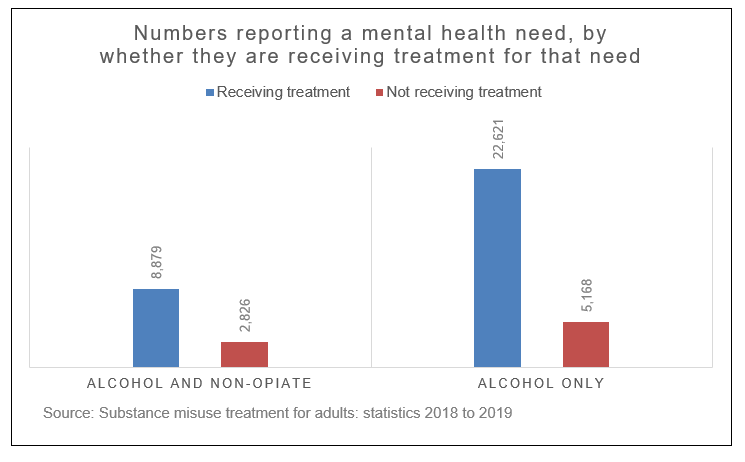 Numbers reporting a mental health need, by
whether they are receiving treatment for that need
Receiving treatment Not receiving treatment
8,879
2,826
22,621
5,168
ALCOHOL AND NON-OPIATE ALCOHOL ONLY
Source: Substance misuse treatment for adults: statistics 2018 to 2019